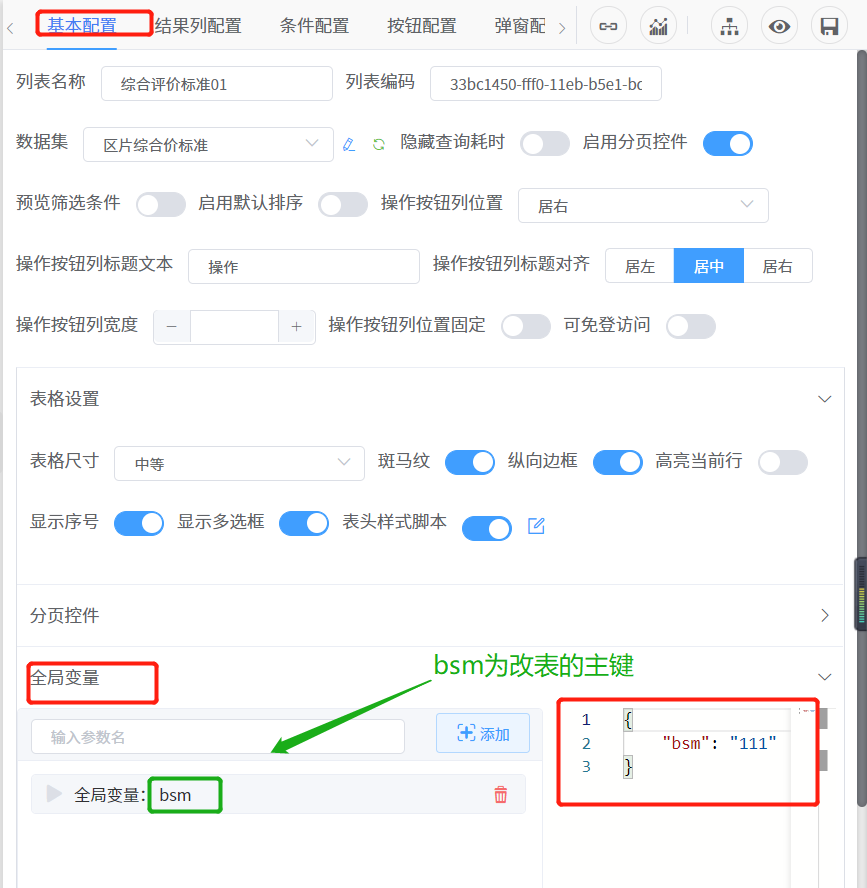 基本配置 结果列配置 条件配置 按钮配置 弹窗配
列表名称 综合评价标准01 列表编码 33bc1450-fff0-11eb-b5e1-bc
数据集 区片综合价标准 隐藏查询耗时 启用分页控件
预览筛选条件 启用默认排序 操作按钮列位置 居右
操作按钮列标题文本 操作 操作按钮列标题对齐 居左 居中 居右
操作按钮列宽度 − + 操作按钮列位置固定 可免登访问
表格设置
表格尺寸 中等 斑马纹 纵向边框 高亮当前行
显示序号 显示多选框 表头样式脚本
分页控件
bsm为改表的主键
全局变量
输入参数名 添加
全局变量: bsm
1 {
2 "bsm": "111"
3 }